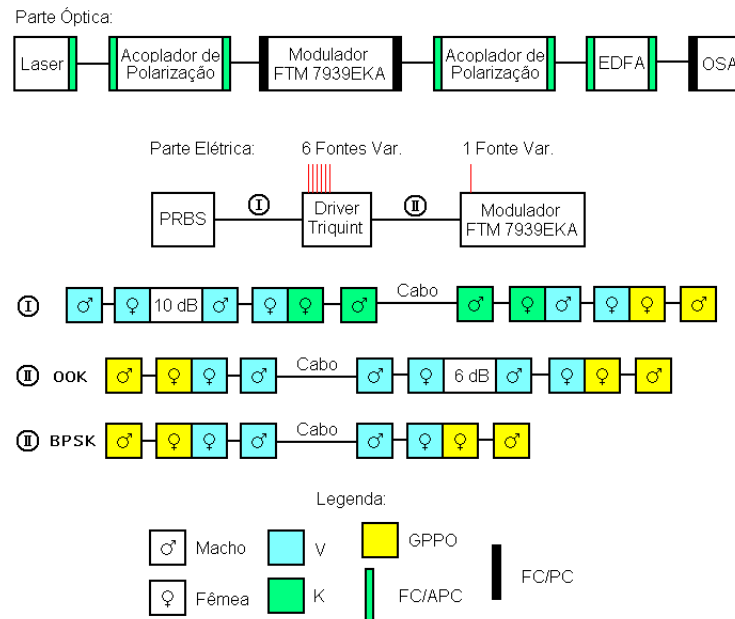 Parte Óptica:
Laser
Acoplador de
Polarização
Modulador
FTM 7939EKA
Acoplador de
Polarização
EDFA
OSA
Parte Elétrica:
6 Fontes Var.
1 Fonte Var.
PRBS
I
Driver
Triquint
II
Modulador
FTM 7939EKA
I
♂ ♀ 10 dB ♂ ♀ ♀ ♂ Cabo ♂ ♀ ♂ ♀ ♀ ♂
II OOK
♂ ♀ ♀ ♂ Cabo ♂ ♀ 6 dB ♂ ♀ ♀ ♂
II BPSK
♂ ♀ ♀ ♂ Cabo ♂ ♀ ♀ ♂
Legenda:
♂ Macho
V
GPPO
FC/PC
♀ Fêmea
K
FC/APC